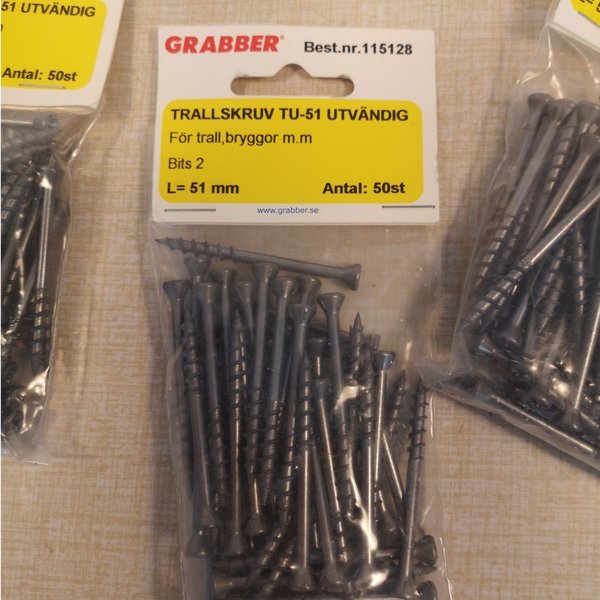 GRABBER® Best.nr.115128
TRALLSKRUV TU-51 UTVÄNDIG
För trall,bryggor m.m
Bits 2
L= 51 mm Antal: 50st
www.grabber.se
-51 UTVÄNDIG
Antal: 50st